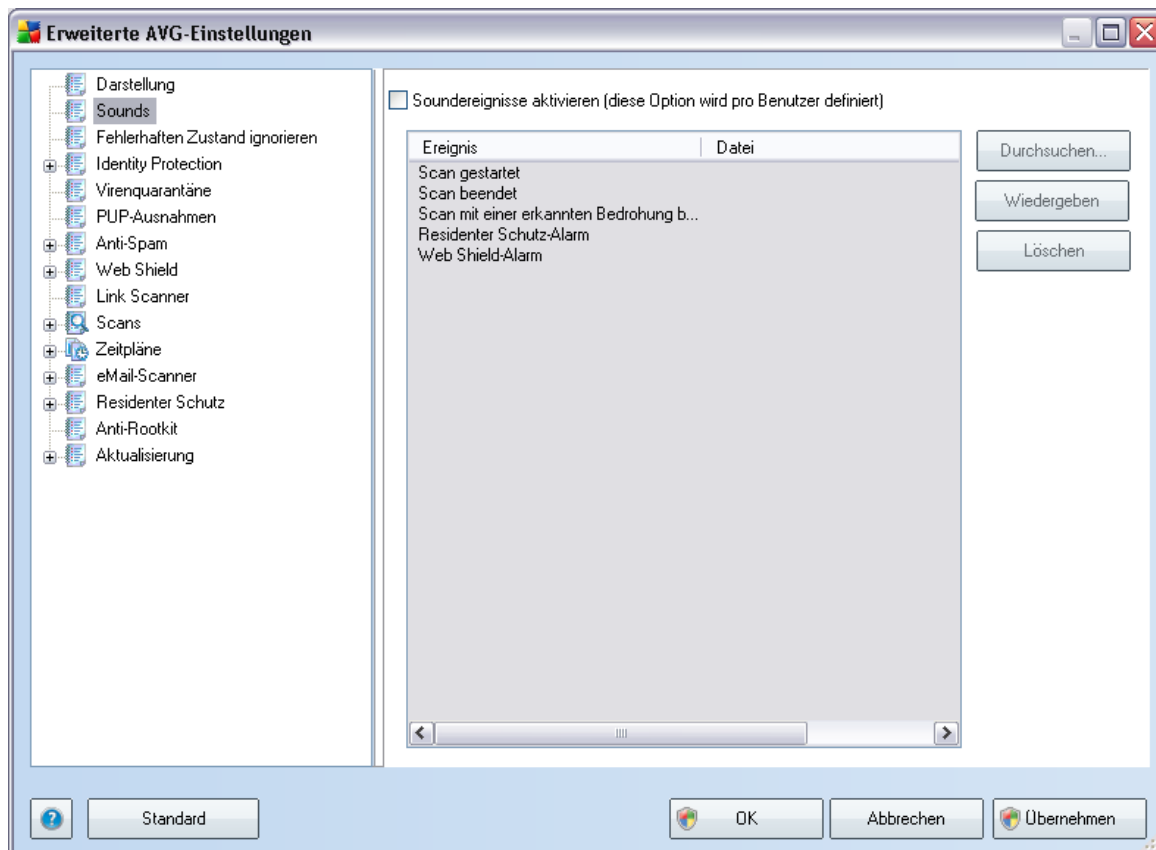 Erweiterte AVG-Einstellungen
Darstellung
Sounds
Fehlerhaften Zustand ignorieren
Identity Protection
Virenquarantäne
PUP-Ausnahmen
Anti-Spam
Web Shield
Link Scanner
Scans
Zeitpläne
eMail-Scanner
Residenter Schutz
Anti-Rootkit
Aktualisierung
Soundereignisse aktivieren (diese Option wird pro Benutzer definiert)
Ereignis Datei
Scan gestartet
Scan beendet
Scan mit einer erkannten Bedrohung b...
Residenter Schutz-Alarm
Web Shield-Alarm
Durchsuchen...
Wiedergeben
Löschen
? Standard OK Abbrechen Übernehmen